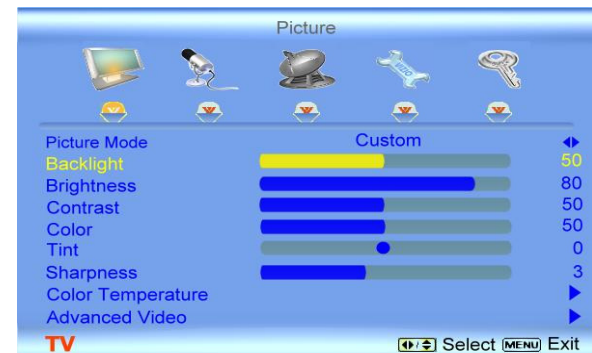 Picture
VIZIO
Picture Mode Custom
Backlight 50
Brightness 80
Contrast 50
Color 50
Tint 0
Sharpness 3
Color Temperature
Advanced Video
TV Select MENU Exit